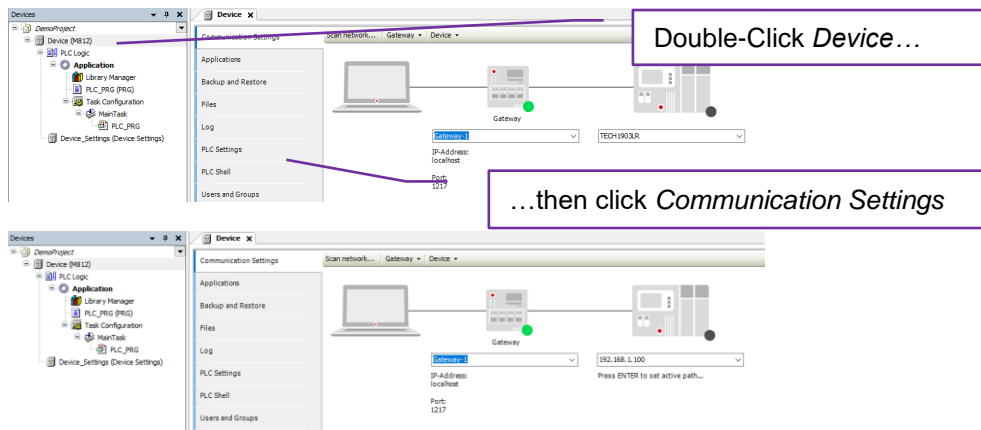 Devices
DemoProject
Device (M812)
PLC Logic
Application
Library Manager
PLC_PRG (PRG)
Task Configuration
MainTask
PLC_PRG
Device_Settings (Device Settings)
Device
Communication Settings
Applications
Backup and Restore
Files
Log
PLC Settings
PLC Shell
Users and Groups
Scan network... Gateway Device
Gateway
Gateway-1
IP-Address:
localhost
Port:
1217
TECH1903LR
Double-Click Device…
…then click Communication Settings
Devices
DemoProject
Device (M812)
PLC Logic
Application
Library Manager
PLC_PRG (PRG)
Task Configuration
MainTask
PLC_PRG
Device_Settings (Device Settings)
Device
Communication Settings
Applications
Backup and Restore
Files
Log
PLC Settings
PLC Shell
Users and Groups
Scan network... Gateway Device
Gateway
Gateway-1
IP-Address:
localhost
Port:
1217
192.168.1.100
Press ENTER to set active path...